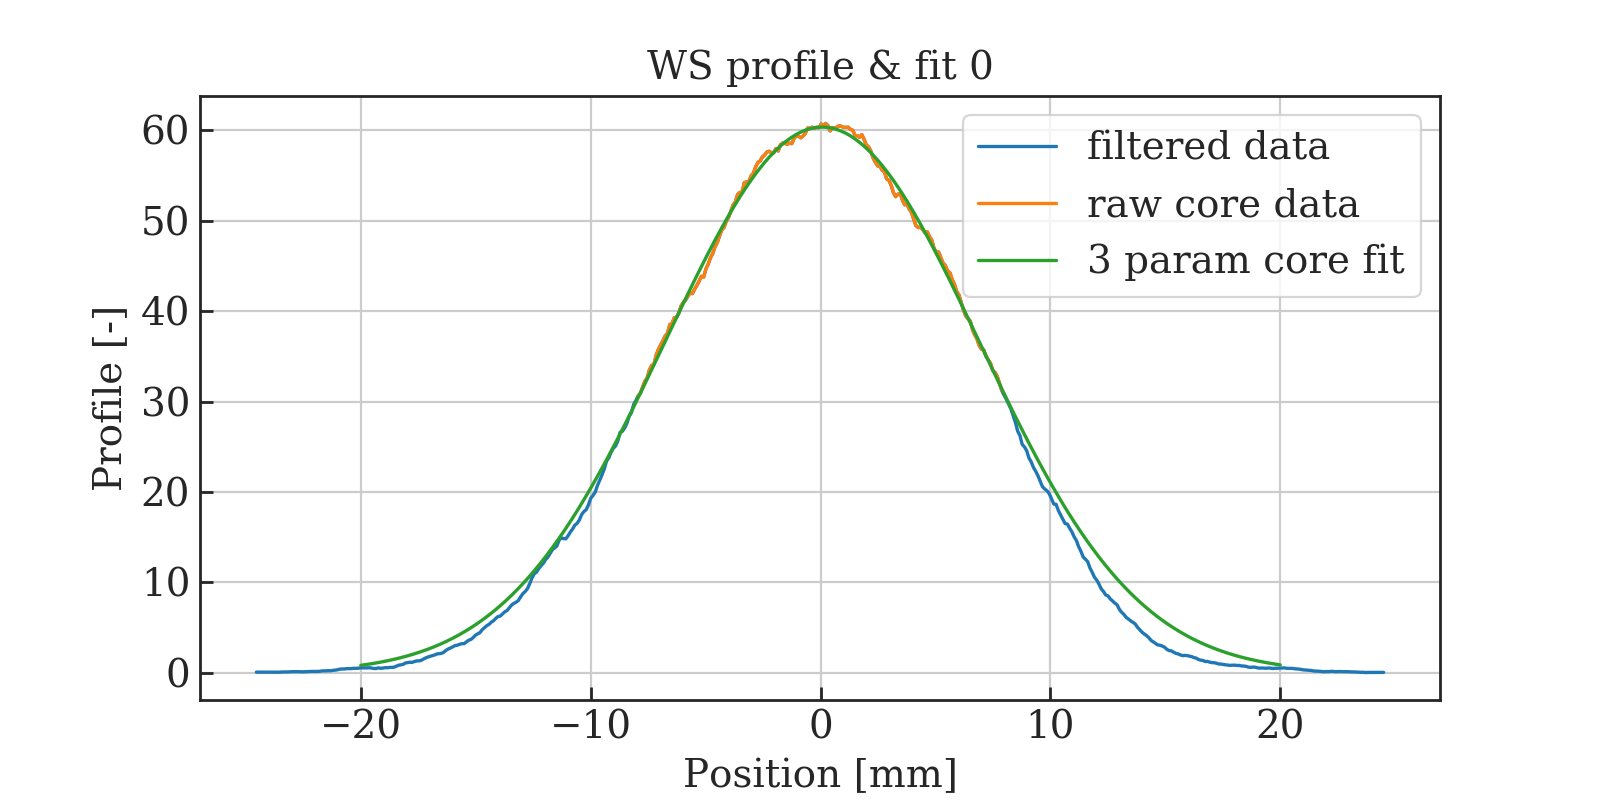 WS profile & fit 0
filtered data
raw core data
3 param core fit
Profile [-]
60
50
40
30
20
10
0
−20
−10
0
10
20
Position [mm]